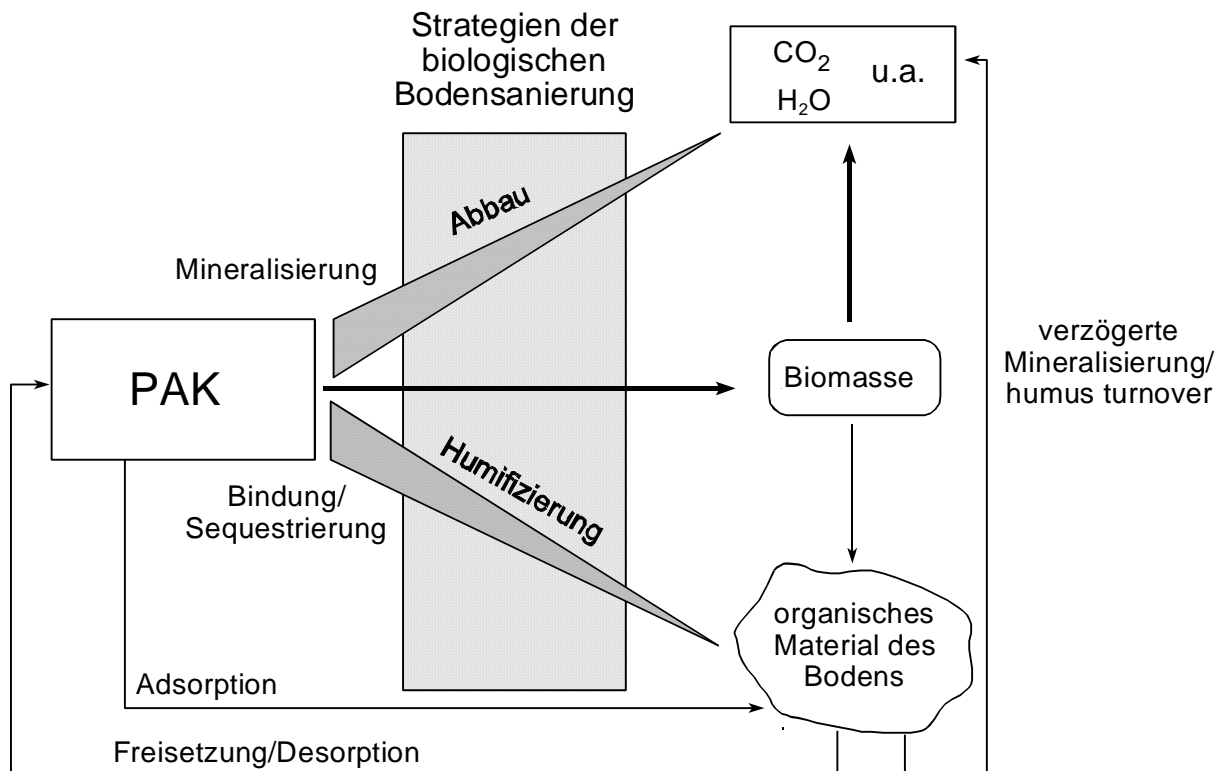 Strategien der
biologischen
Bodensanierung
CO2
u.a.
H2O
Abbau
Mineralisierung
PAK
Biomasse
verzögerte
Mineralisierung/
humus turnover
Humifizierung
Bindung/
Sequestrierung
organisches
Material des
Bodens
Adsorption
Freisetzung/Desorption